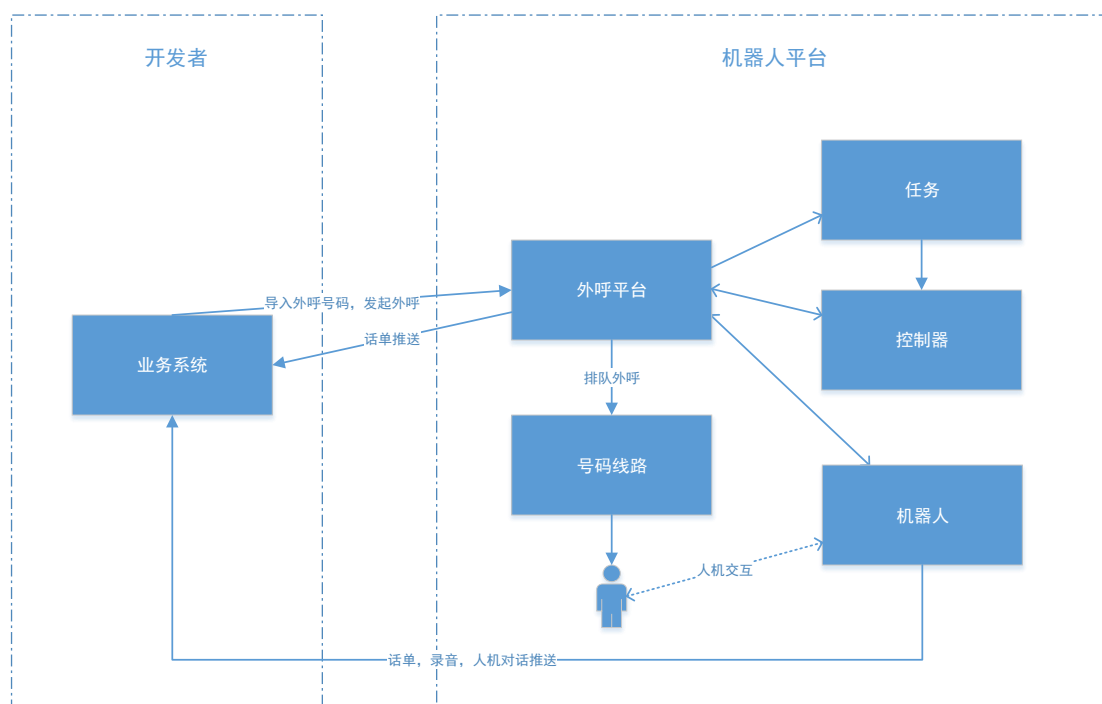 开发者
机器人平台
任务
外呼平台
导入外呼号码，发起外呼
话单推送
控制器
业务系统
排队外呼
号码线路
机器人
人机交互
话单，录音，人机对话推送